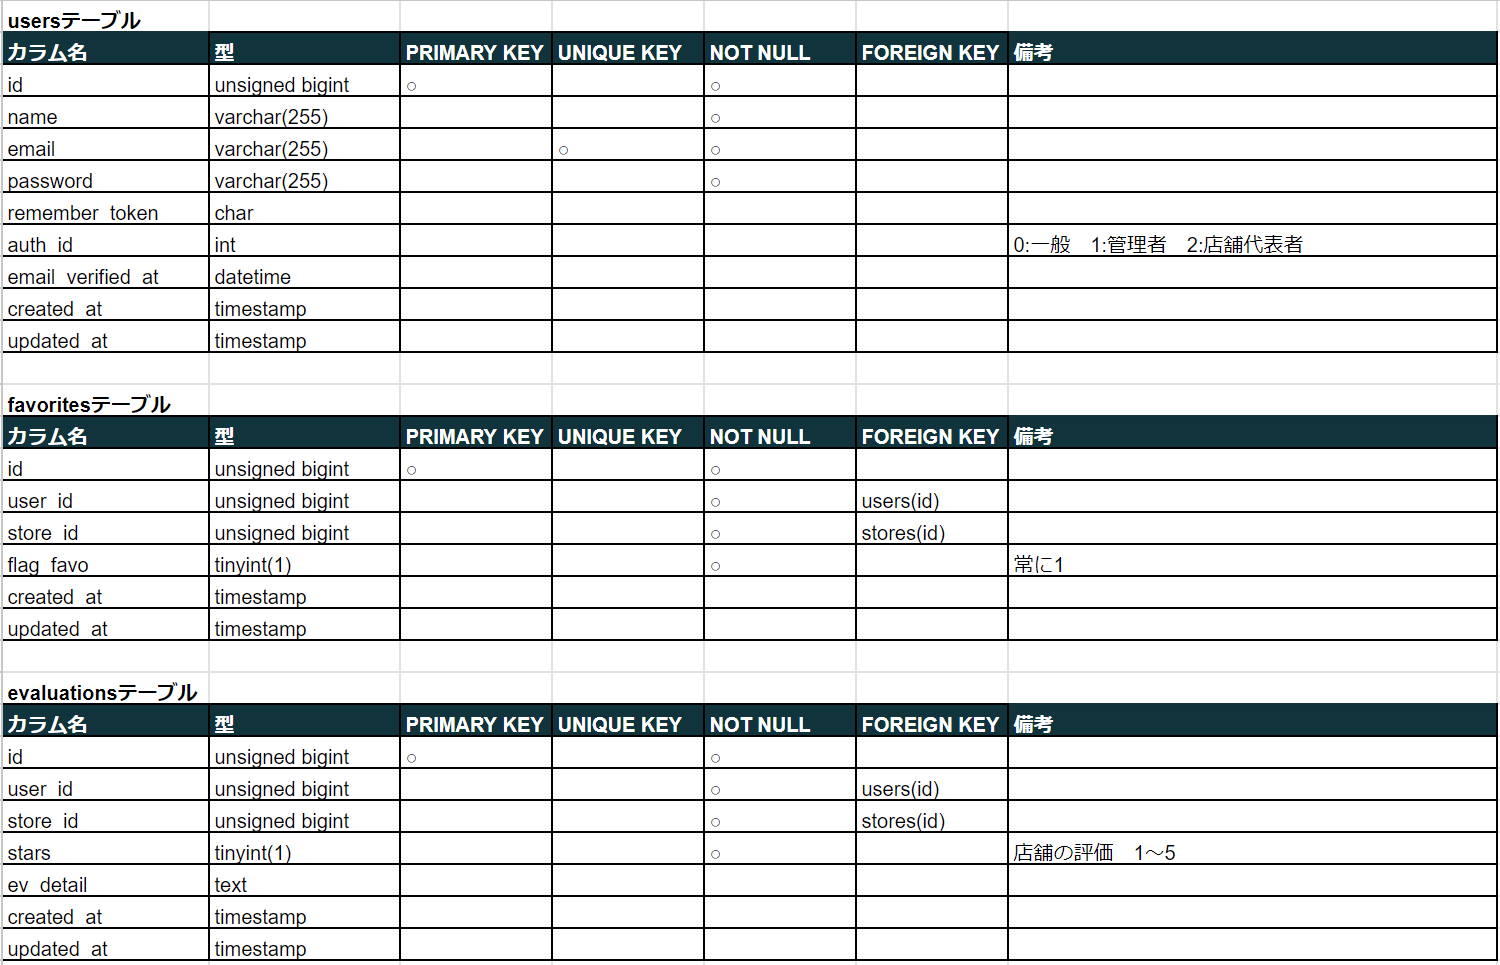 usersテーブル
カラム名 型 PRIMARY KEY UNIQUE KEY NOT NULL FOREIGN KEY 備考
id unsigned bigint ○ ○
name varchar(255) ○
email varchar(255) ○ ○
password varchar(255) ○
remember_token char
auth_id int 0:一般　1:管理者　2:店舗代表者
email_verified_at datetime
created_at timestamp
updated_at timestamp
favoritesテーブル
カラム名 型 PRIMARY KEY UNIQUE KEY NOT NULL FOREIGN KEY 備考
id unsigned bigint ○ ○
user_id unsigned bigint ○ users(id)
store_id unsigned bigint ○ stores(id)
flag_favo tinyint(1) ○ 常に1
created_at timestamp
updated_at timestamp
evaluationsテーブル
カラム名 型 PRIMARY KEY UNIQUE KEY NOT NULL FOREIGN KEY 備考
id unsigned bigint ○ ○
user_id unsigned bigint ○ users(id)
store_id unsigned bigint ○ stores(id)
stars tinyint(1) ○ 店舗の評価　1～5
ev_detail text
created_at timestamp
updated_at timestamp